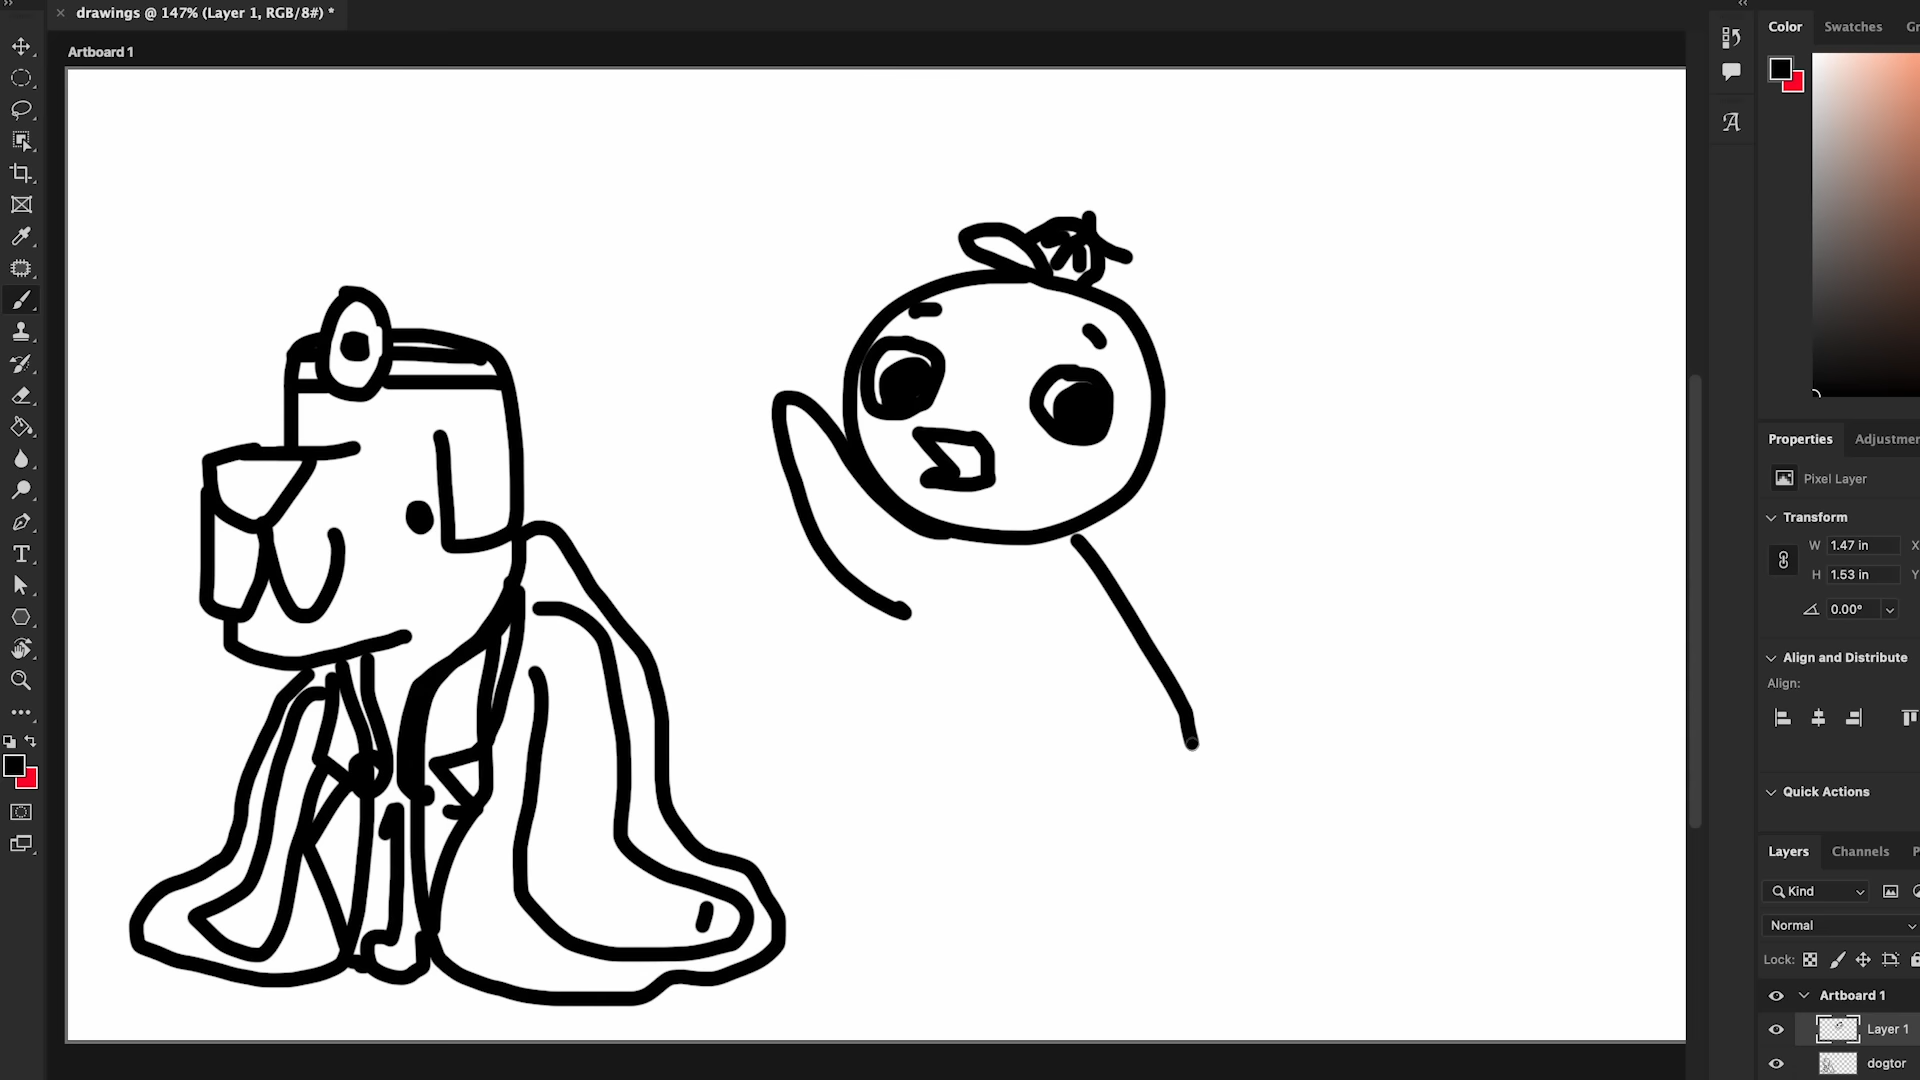 drawings @ 147% (Layer 1, RGB/8#) *
Artboard 1
Color
Swatches
Gr
Properties
Adjustmen
Pixel Layer
Transform
W
1.47 in
X
H
1.53 in
Y
0.00°
Align and Distribute
Align:
Quick Actions
Layers
Channels
P
Kind
Normal
Lock:
Artboard 1
Layer 1
dogtor